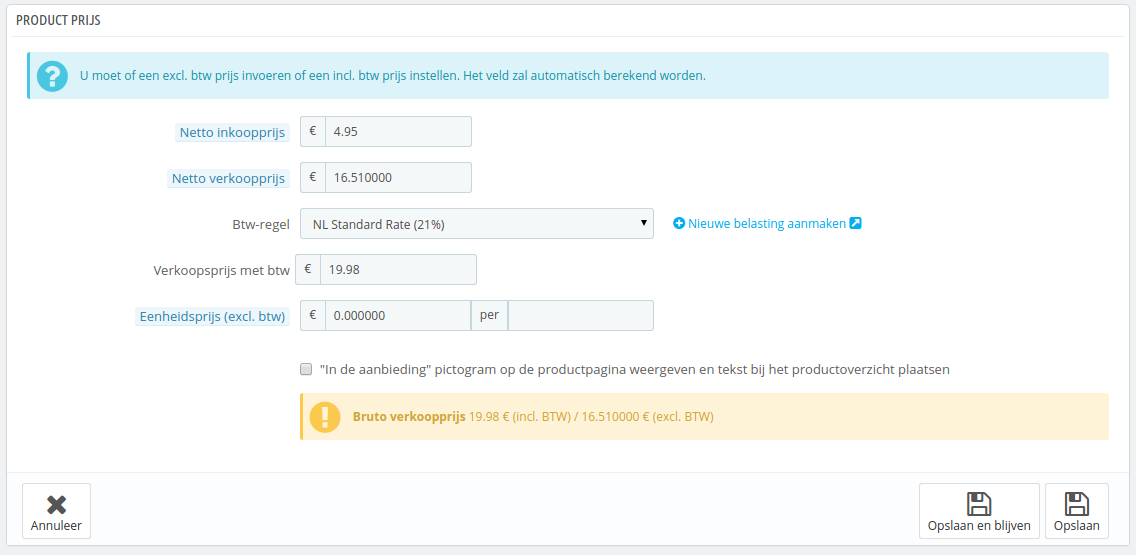 PRODUCT PRIJS
U moet of een excl. btw prijs invoeren of een incl. btw prijs instellen. Het veld zal automatisch berekend worden.
Netto inkoopprijs € 4.95
Netto verkoopprijs € 16.510000
Btw-regel NL Standard Rate (21%) Nieuwe belasting aanmaken
Verkoopsprijs met btw € 19.98
Eenheidsprijs (excl. btw) € 0.000000 per
"In de aanbieding" pictogram op de productpagina weergeven en tekst bij het productoverzicht plaatsen
Bruto verkoopprijs 19.98 € (incl. BTW) / 16.510000 € (excl. BTW)
Annuleer Opslaan en blijven Opslaan